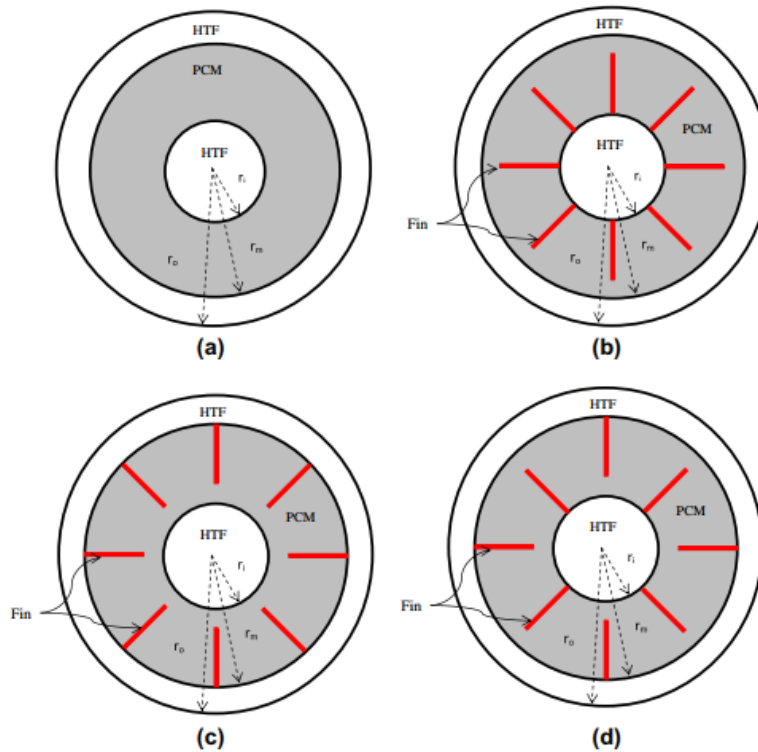 HTF
PCM
HTF
rᵢ
rₒ
rₘ
(a)
HTF
PCM
HTF
rᵢ
Fin
rₒ
rₘ
(b)
HTF
PCM
HTF
rᵢ
Fin
rₒ
rₘ
(c)
HTF
PCM
HTF
rᵢ
Fin
rₒ
rₘ
(d)